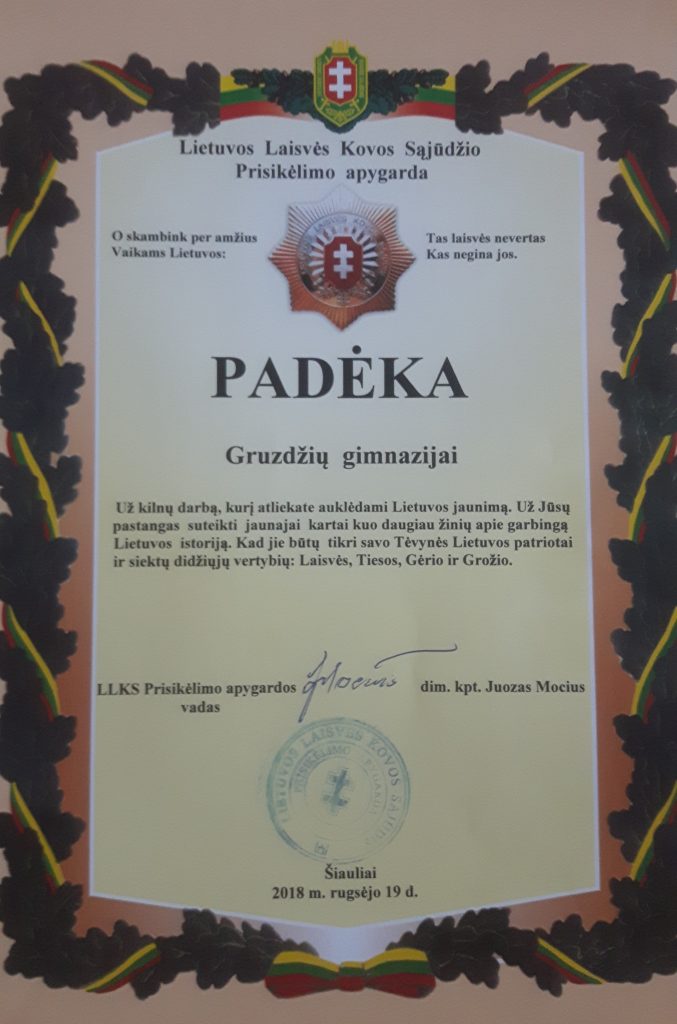 Lietuvos Laisvės Kovos Sąjūdžio
Prisikėlimo apygarda
O skambink per amžius
Vaikams Lietuvos:
Tas laisvės nevertas
Kas negina jos.
PADĖKA
Gruzdžių gimnazijai
Už kilnų darbą, kurį atliekate auklėdami Lietuvos jaunimą. Už Jūsų
pastangas suteikti jaunajai kartai kuo daugiau žinių apie garbingą
Lietuvos istoriją. Kad jie būtų tikri savo Tėvynės Lietuvos patriotai
ir siektų didžiųjų vertybių: Laisvės, Tiesos, Gėrio ir Grožio.
LLKS Prisikėlimo apygardos
vadas
dim. kpt. Juozas Mocius
LIETUVOS LAISVĖS KOVOS SĄJŪDIS
PRISIKĖLIMO
Šiauliai
2018 m. rugsėjo 19 d.